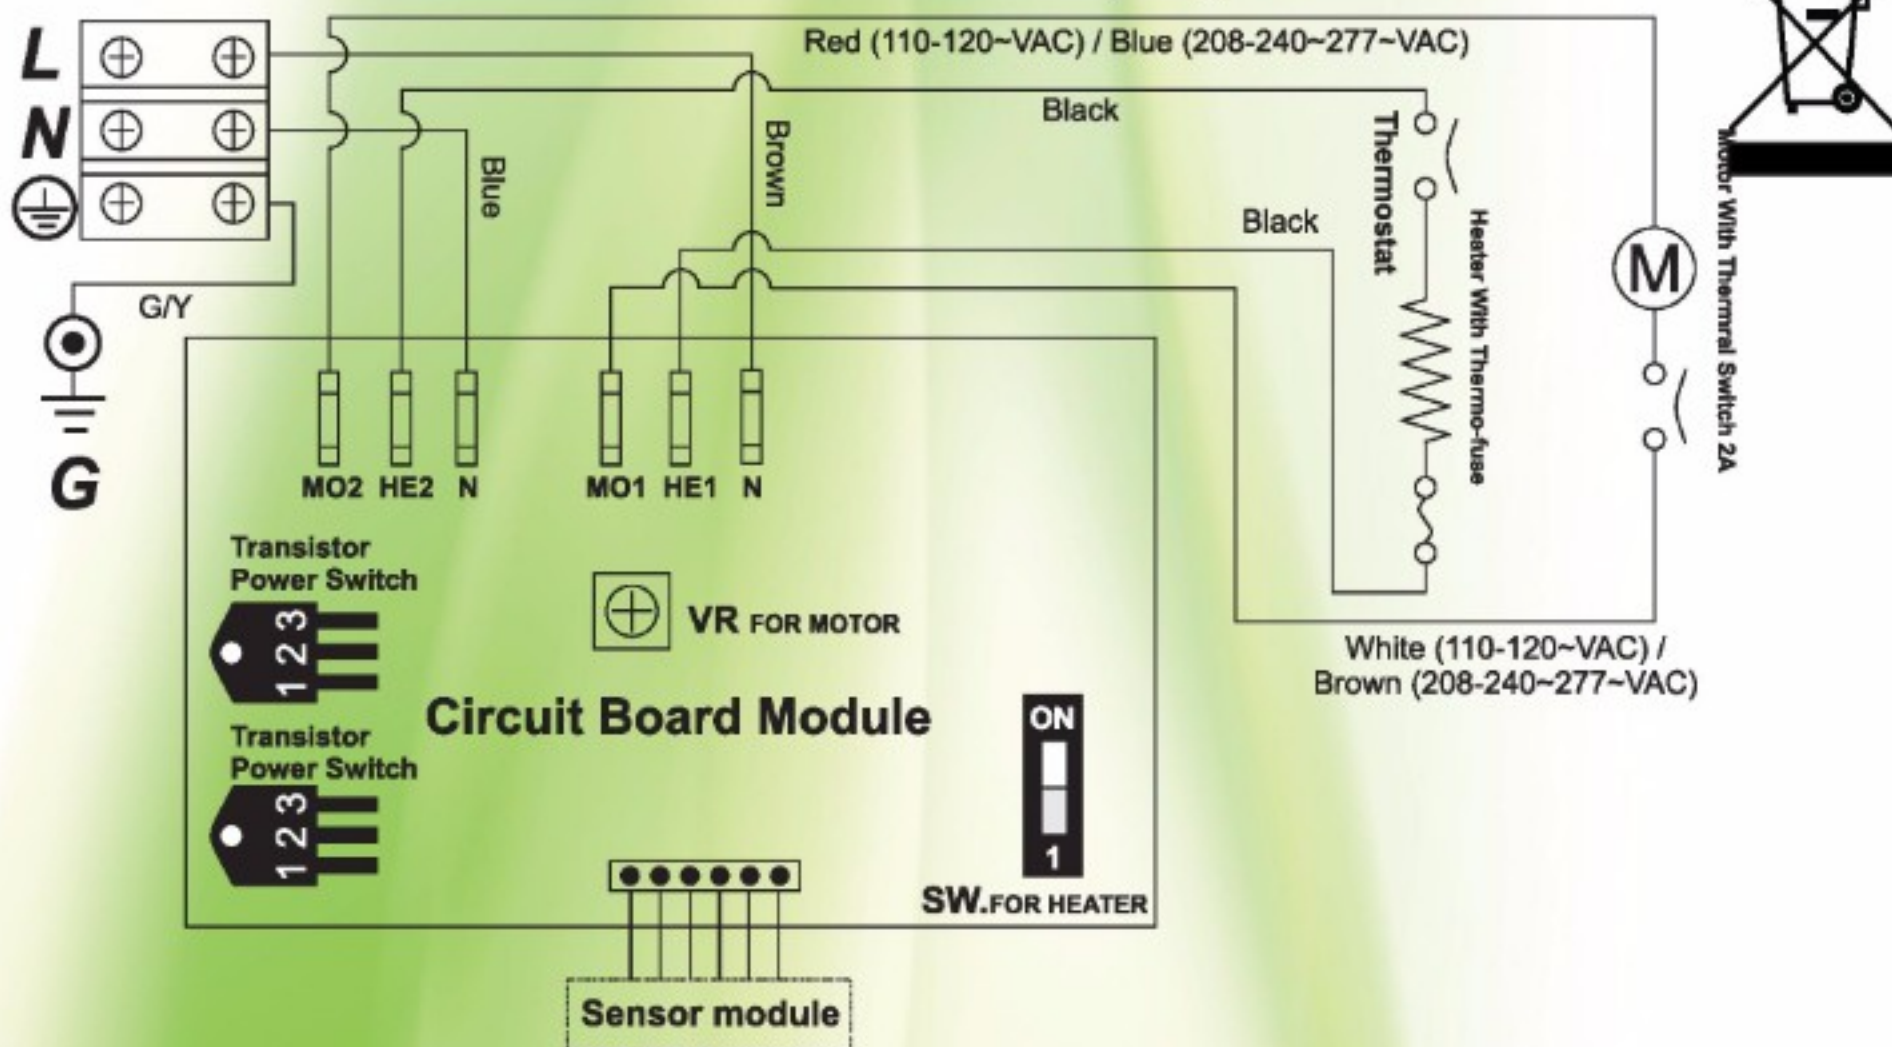 L
N
G
G/Y
Red (110-120~VAC) / Blue (208-240~277~VAC)
Black
Blue
Brown
Black
Thermostat
Heater With Thermo-fuse
M
Motor With Thermral Switch 2A
MO2 HE2 N
MO1 HE1 N
Transistor
Power Switch
1 2 3
VR FOR MOTOR
White (110-120~VAC) /
Brown (208-240~277~VAC)
Circuit Board Module
Transistor
Power Switch
1 2 3
ON
1
SW.FOR HEATER
Sensor module